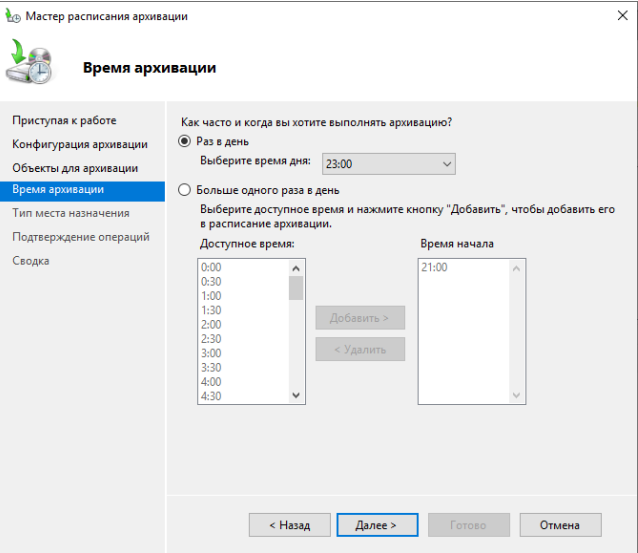 Мастер расписания архивации
Время архивации
Приступая к работе
Конфигурация архивации
Объекты для архивации
Время архивации
Тип места назначения
Подтверждение операций
Сводка
Как часто и когда вы хотите выполнять архивацию?
Раз в день
Выберите время дня: 23:00
Больше одного раза в день
Выберите доступное время и нажмите кнопку "Добавить", чтобы добавить его
в расписание архивации.
Доступное время:
0:00
0:30
1:00
1:30
2:00
2:30
3:00
3:30
4:00
4:30
Добавить >
< Удалить
Время начала
21:00
< Назад
Далее >
Готово
Отмена